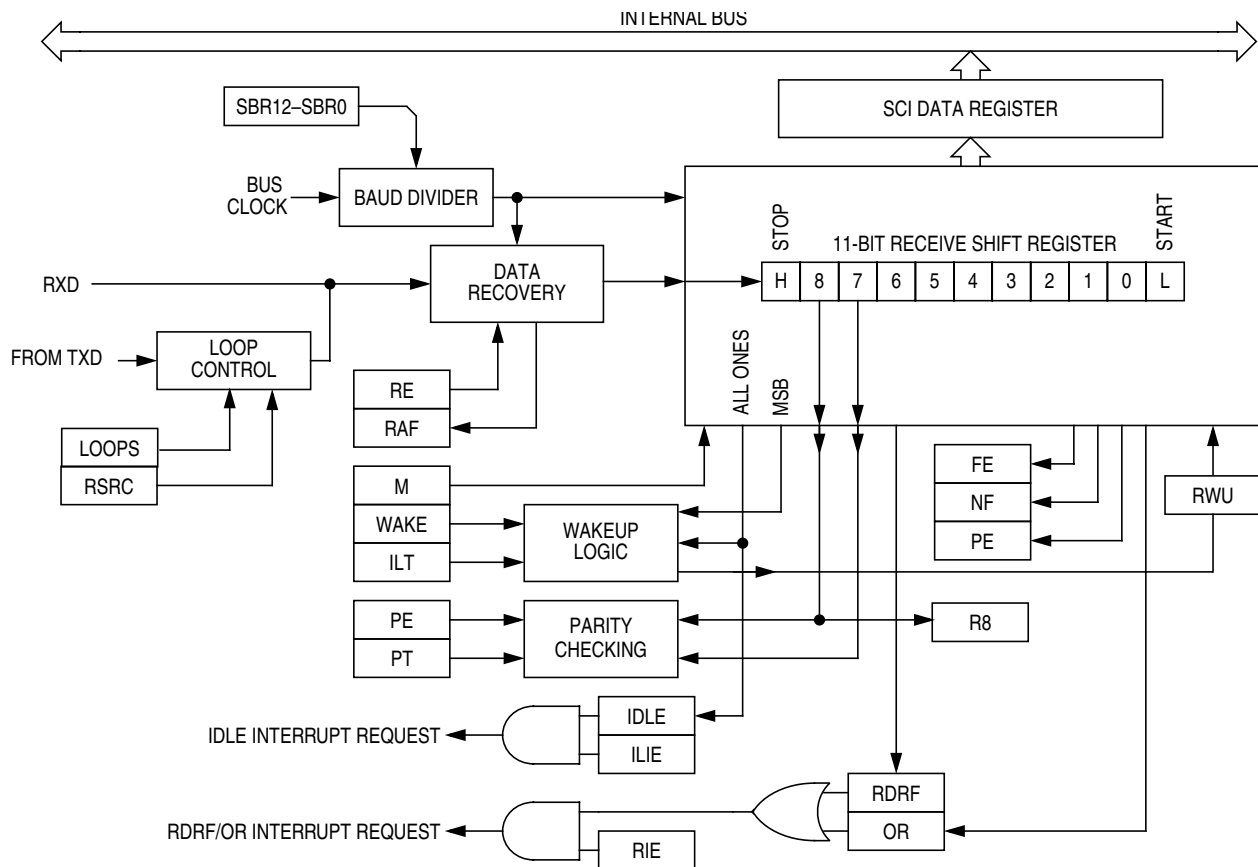 INTERNAL BUS
SBR12–SBR0
SCI DATA REGISTER
BUS
CLOCK
BAUD DIVIDER
STOP
11-BIT RECEIVE SHIFT REGISTER
START
RXD
DATA
RECOVERY
H 8 7 6 5 4 3 2 1 0 L
FROM TXD
LOOP
CONTROL
ALL ONES
MSB
RE
RAF
LOOPS
RSRC
M
WAKE
ILT
WAKEUP
LOGIC
FE
NF
PE
RWU
PE
PT
PARITY
CHECKING
R8
IDLE INTERRUPT REQUEST
IDLE
ILIE
RDRF
OR
RDRF/OR INTERRUPT REQUEST
RIE